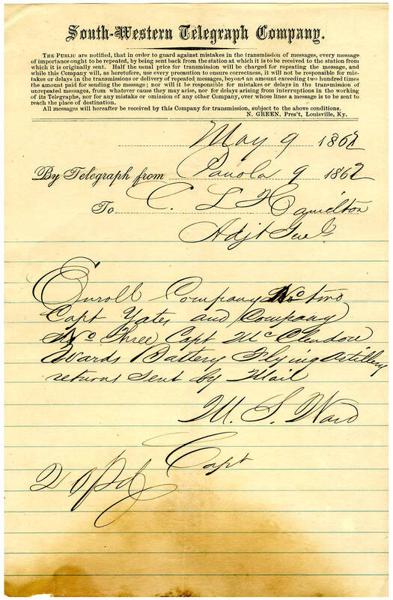 South-Western Telegraph Company.
The Public are notified, that in order to guard against mistakes in the transmission of messages, every message
of importance ought to be repeated, by being sent back from the station at which it is to be received to the station from
which it is originally sent. Half the usual price for transmission will be charged for repeating the message, and
while this Company will, as heretofore, use every precaution to ensure correctness, it will not be responsible for mis-
takes or delays in the transmissions or delivery of repeated messages, beyond an amount exceeding two hundred times
the amount paid for sending the message; nor will it be responsible for mistakes or delays in the transmission of
unrepeated messages, from whatever cause they may arise, nor for delays arising from interruptions in the working
of its Telegraphs, nor for any mistake or omission of any other Company, over whose lines a message is to be sent to
reach the place of destination.
All messages will hereafter be received by this Company for transmission, subject to the above conditions.
N. GREEN, Pres't, Louisville, Ky.
May 9 1862
By Telegraph from Panola 9 1862
To C. L. Hamilton
Adjt Genl
Enroll Company No two
Capt Yates and Company
No Three Capt McClendon
Wards Battery Flying Artillery
returns sent by Mail
M. S. Ward
Capt
20 pd